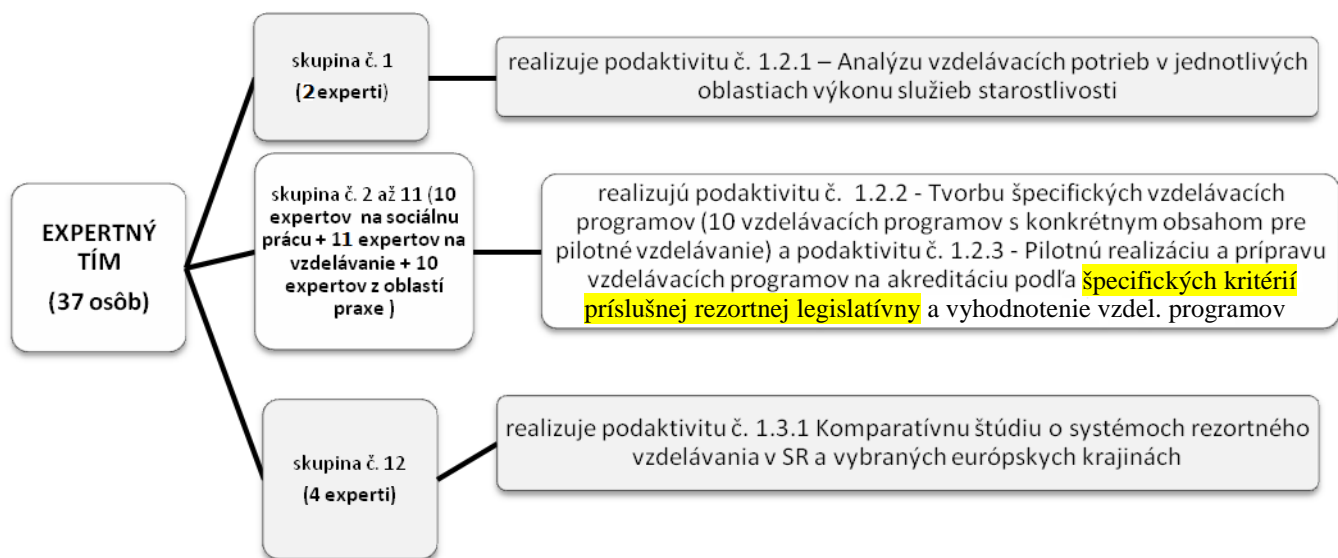 skupina č. 1
(2 experti)
realizuje podaktivitu č. 1.2.1 – Analýzu vzdelávacích potrieb v jednotlivých
oblastiach výkonu služieb starostlivosti
EXPERTNÝ
TÍM
(37 osôb)
skupina č. 2 až 11 (10
expertov na sociálnu
prácu + 11 expertov na
vzdelávanie + 10
expertov z oblastí
praxe )
realizujú podaktivitu č. 1.2.2 - Tvorbu špecifických vzdelávacích
programov (10 vzdelávacích programov s konkrétnym obsahom pre
pilotné vzdelávanie) a podaktivitu č. 1.2.3 - Pilotnú realizáciu a prípravu
vzdelávacích programov na akreditáciu podľa špecifických kritérií
príslušnej rezortnej legislatívny a vyhodnotenie vzdel. programov
skupina č. 12
(4 experti)
realizuje podaktivitu č. 1.3.1 Komparatívnu štúdiu o systémoch rezortného
vzdelávania v SR a vybraných európskych krajinách